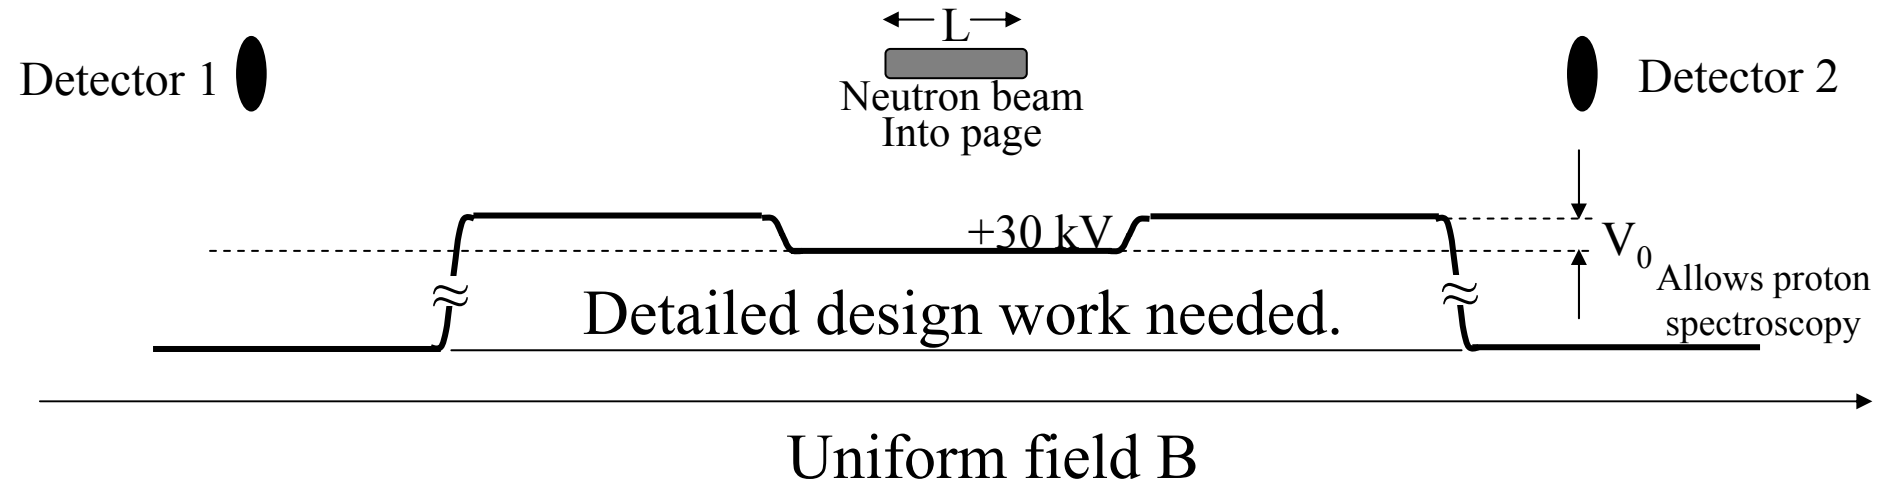 L
Detector 1
Neutron beam
Into page
Detector 2
+30 kV
V0
Allows proton
spectroscopy
Detailed design work needed.
Uniform field B